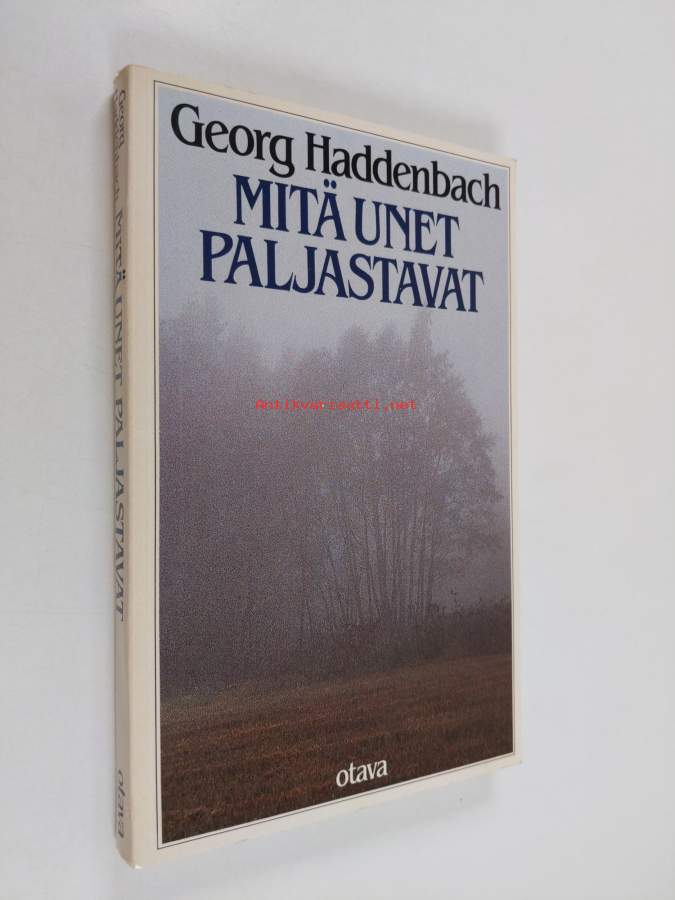 Georg Haddenbach
MITÄ UNET
PALJASTAVAT
Antikvariaatti.net
otava
Georg
Haddenbach
MITÄ UNET PALJASTAVAT
otava